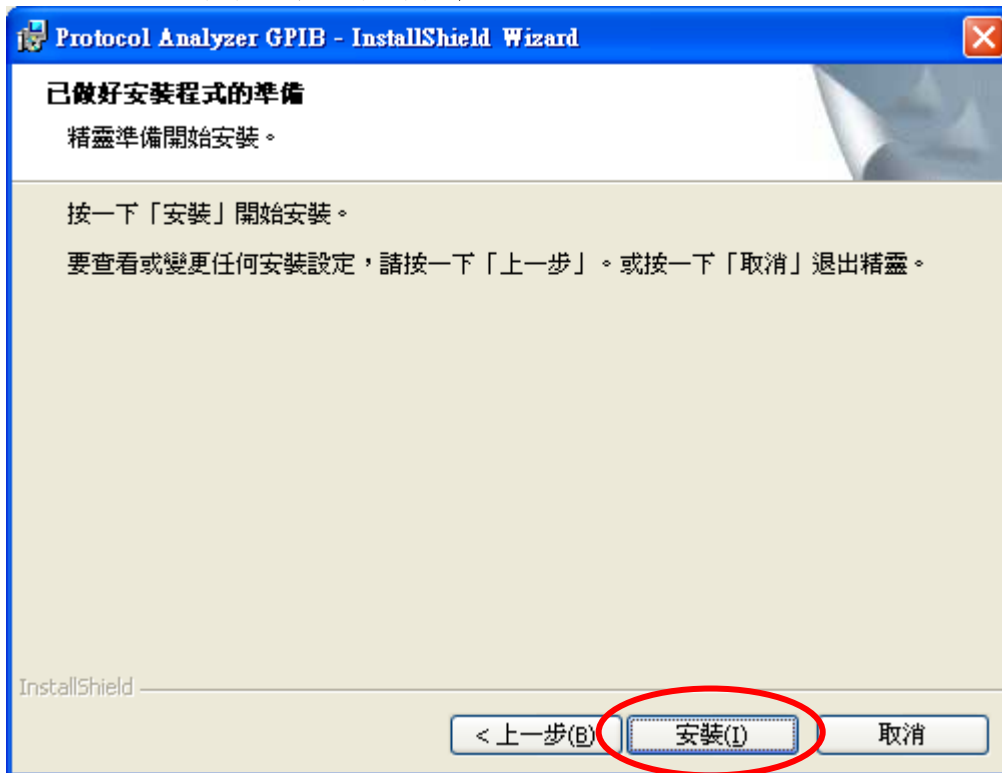 Protocol Analyzer GPIB - InstallShield Wizard
已做好安裝程式的準備
精靈準備開始安裝。
按一下「安裝」開始安裝。
要查看或變更任何安裝設定，請按一下「上一步」。或按一下「取消」退出精靈。
InstallShield
< 上一步(B) 安裝(I) 取消